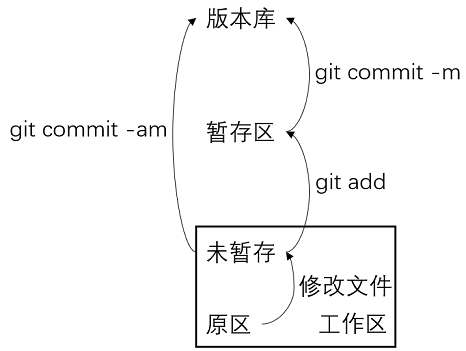 版本库
git commit -m
git commit -am
暂存区
git add
未暂存
修改文件
原区
工作区